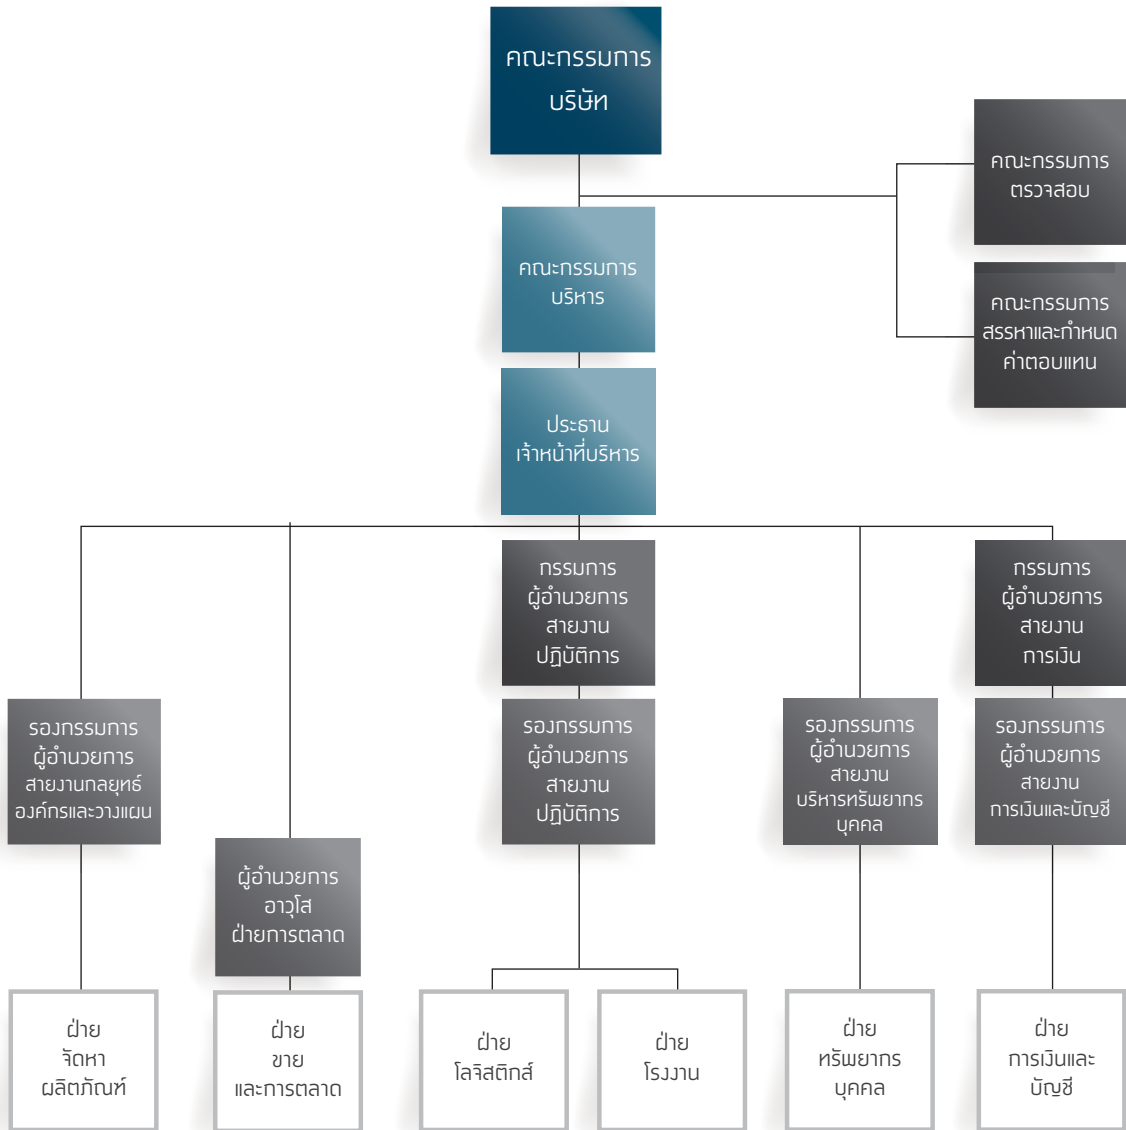 คณะกรรมการ
บริษัท
คณะกรรมการ
ตรวจสอบ
คณะกรรมการ
บริหาร
คณะกรรมการ
สรรหาและกำหนด
ค่าตอบแทน
ประธาน
เจ้าหน้าที่บริหาร
กรรมการ
ผู้อำนวยการ
สายงาน
ปฏิบัติการ
กรรมการ
ผู้อำนวยการ
สายงาน
การเงิน
รองกรรมการ
ผู้อำนวยการ
สายงานกลยุทธ์
องค์กรและวางแผน
รองกรรมการ
ผู้อำนวยการ
สายงาน
ปฏิบัติการ
รองกรรมการ
ผู้อำนวยการ
สายงาน
บริหารทรัพยากร
บุคคล
รองกรรมการ
ผู้อำนวยการ
สายงาน
การเงินและบัญชี
ผู้อำนวยการ
อาวุโส
ฝ่ายการตลาด
ฝ่าย
จัดหา
ผลิตภัณฑ์
ฝ่าย
ขาย
และการตลาด
ฝ่าย
โลจิสติกส์
ฝ่าย
โรงงาน
ฝ่าย
ทรัพยากร
บุคคล
ฝ่าย
การเงินและ
บัญชี